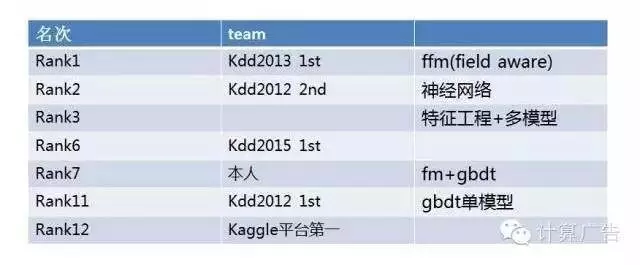 名次 team
Rank1 Kdd2013 1st ffm(field aware)
Rank2 Kdd2012 2nd 神经网络
Rank3 特征工程+多模型
Rank6 Kdd2015 1st
Rank7 本人 fm+gbdt
Rank11 Kdd2012 1st gbdt单模型
Rank12 Kaggle平台第一
计算广告